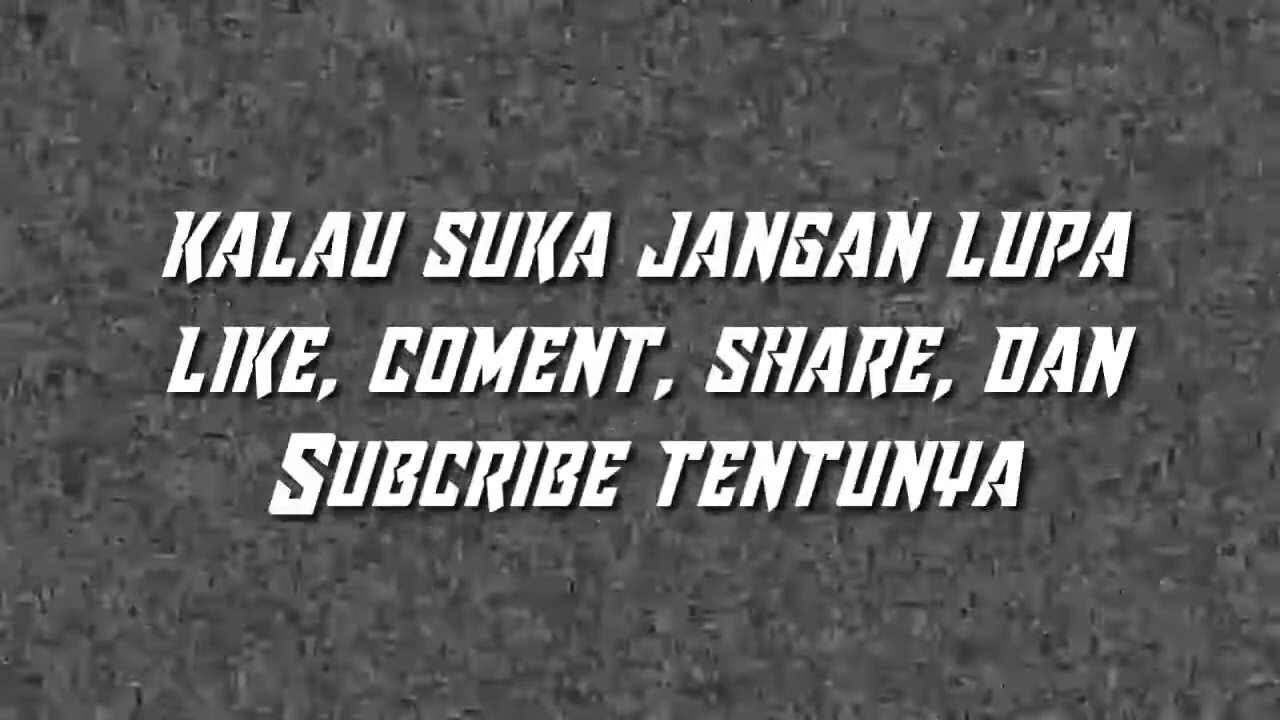 KALAU SUKA JANGAN LUPA
LIKE, COMENT, SHARE, DAN
SUBCRIBE TENTUNYA